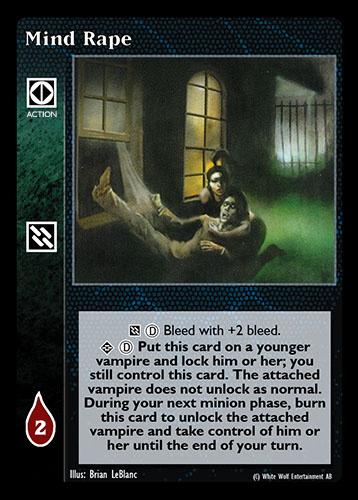 Mind Rape
ACTION
D Bleed with +2 bleed.
D Put this card on a younger
vampire and lock him or her; you
still control this card. The attached
vampire does not unlock as normal.
During your next minion phase, burn
this card to unlock the attached
vampire and take control of him or
her until the end of your turn.
2
Illus: Brian LeBlanc
(C) White Wolf Entertainment AB